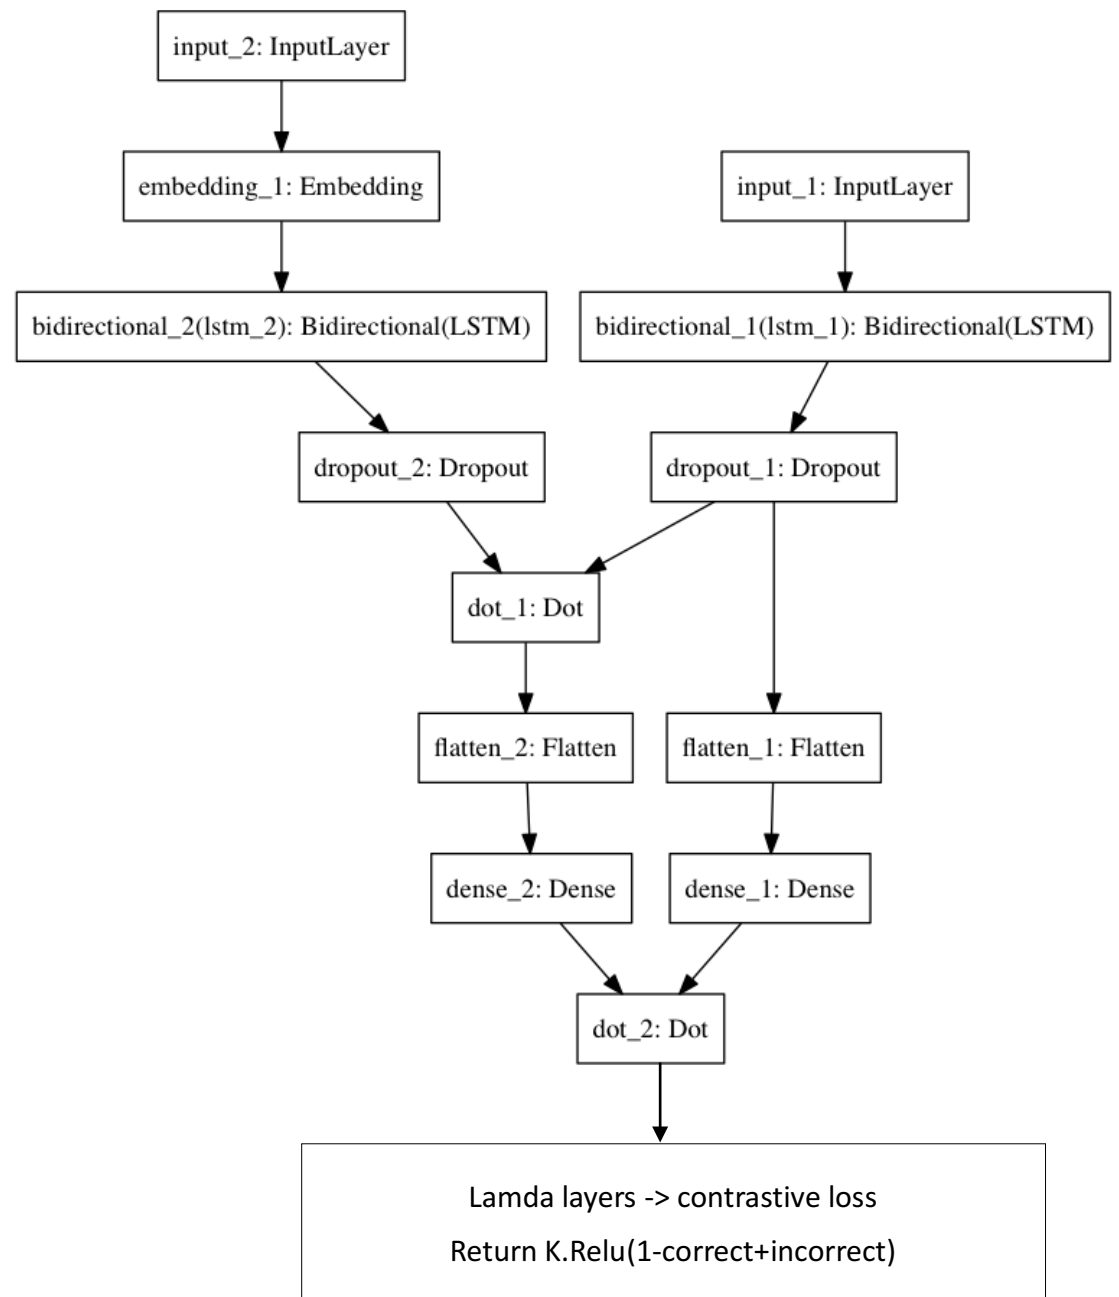 input_2: InputLayer
embedding_1: Embedding
input_1: InputLayer
bidirectional_2(lstm_2): Bidirectional(LSTM)
bidirectional_1(lstm_1): Bidirectional(LSTM)
dropout_2: Dropout
dropout_1: Dropout
dot_1: Dot
flatten_2: Flatten
flatten_1: Flatten
dense_2: Dense
dense_1: Dense
dot_2: Dot
Lamda layers -> contrastive loss
Return K.Relu(1-correct+incorrect)